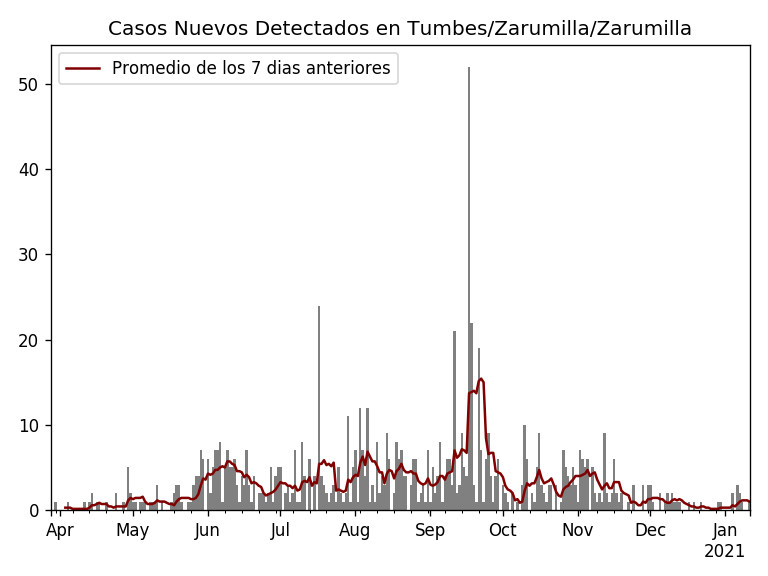 Casos Nuevos Detectados en Tumbes/Zarumilla/Zarumilla
Promedio de los 7 dias anteriores
50
40
30
20
10
0
Apr May Jun Jul Aug Sep Oct Nov Dec Jan
2021